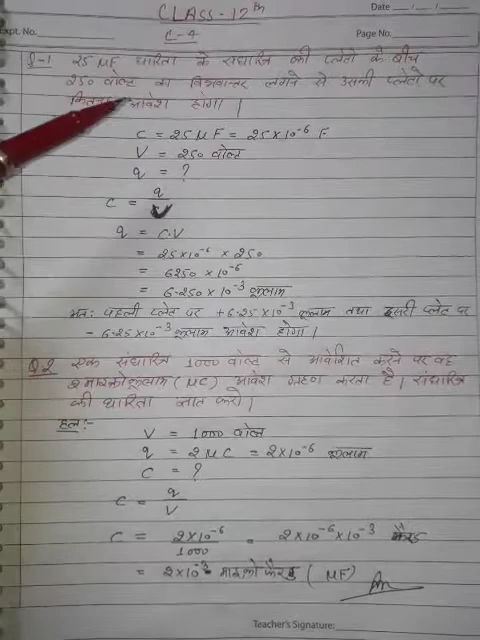 CLASS-12th
Date / /
Expt. No.
C-4
Page No.
Q-1 25 μF धारिता के संधारित्र की प्लेटो के बीच
250 वोल्ट का विभवान्तर लगाने से उसकी प्लेटो पर
आवेश होगा |
C = 25 μF = 25×10⁻⁶ F
V = 250 वोल्ट
q = ?
C = q/V
q = C.V
= 25×10⁻⁶ × 250
= 6250 × 10⁻⁶
= 6.250 × 10⁻³ कूलाम
अत: पहली प्लेट पर +6.25×10⁻³ कूलाम तथा दूसरी प्लेट पर
- 6.25×10⁻³ कूलाम आवेश होगा |
Q.2 एक संधारित्र 1000 वोल्ट से आवेशित करने पर वह
2 माइक्रोकूलाम (μC) आवेश ग्रहण करता है | संधारित्र
की धारिता ज्ञात करो |
हल:-
V = 1000 वोल्ट
q = 2 μC = 2×10⁻⁶ कूलाम
C = ?
C = q/V
C = 2×10⁻⁶/1000 = 2×10⁻⁶×10⁻³ फैरड
= 2×10⁻³ माइक्रो फैरड (μF)
Teacher's Signature: